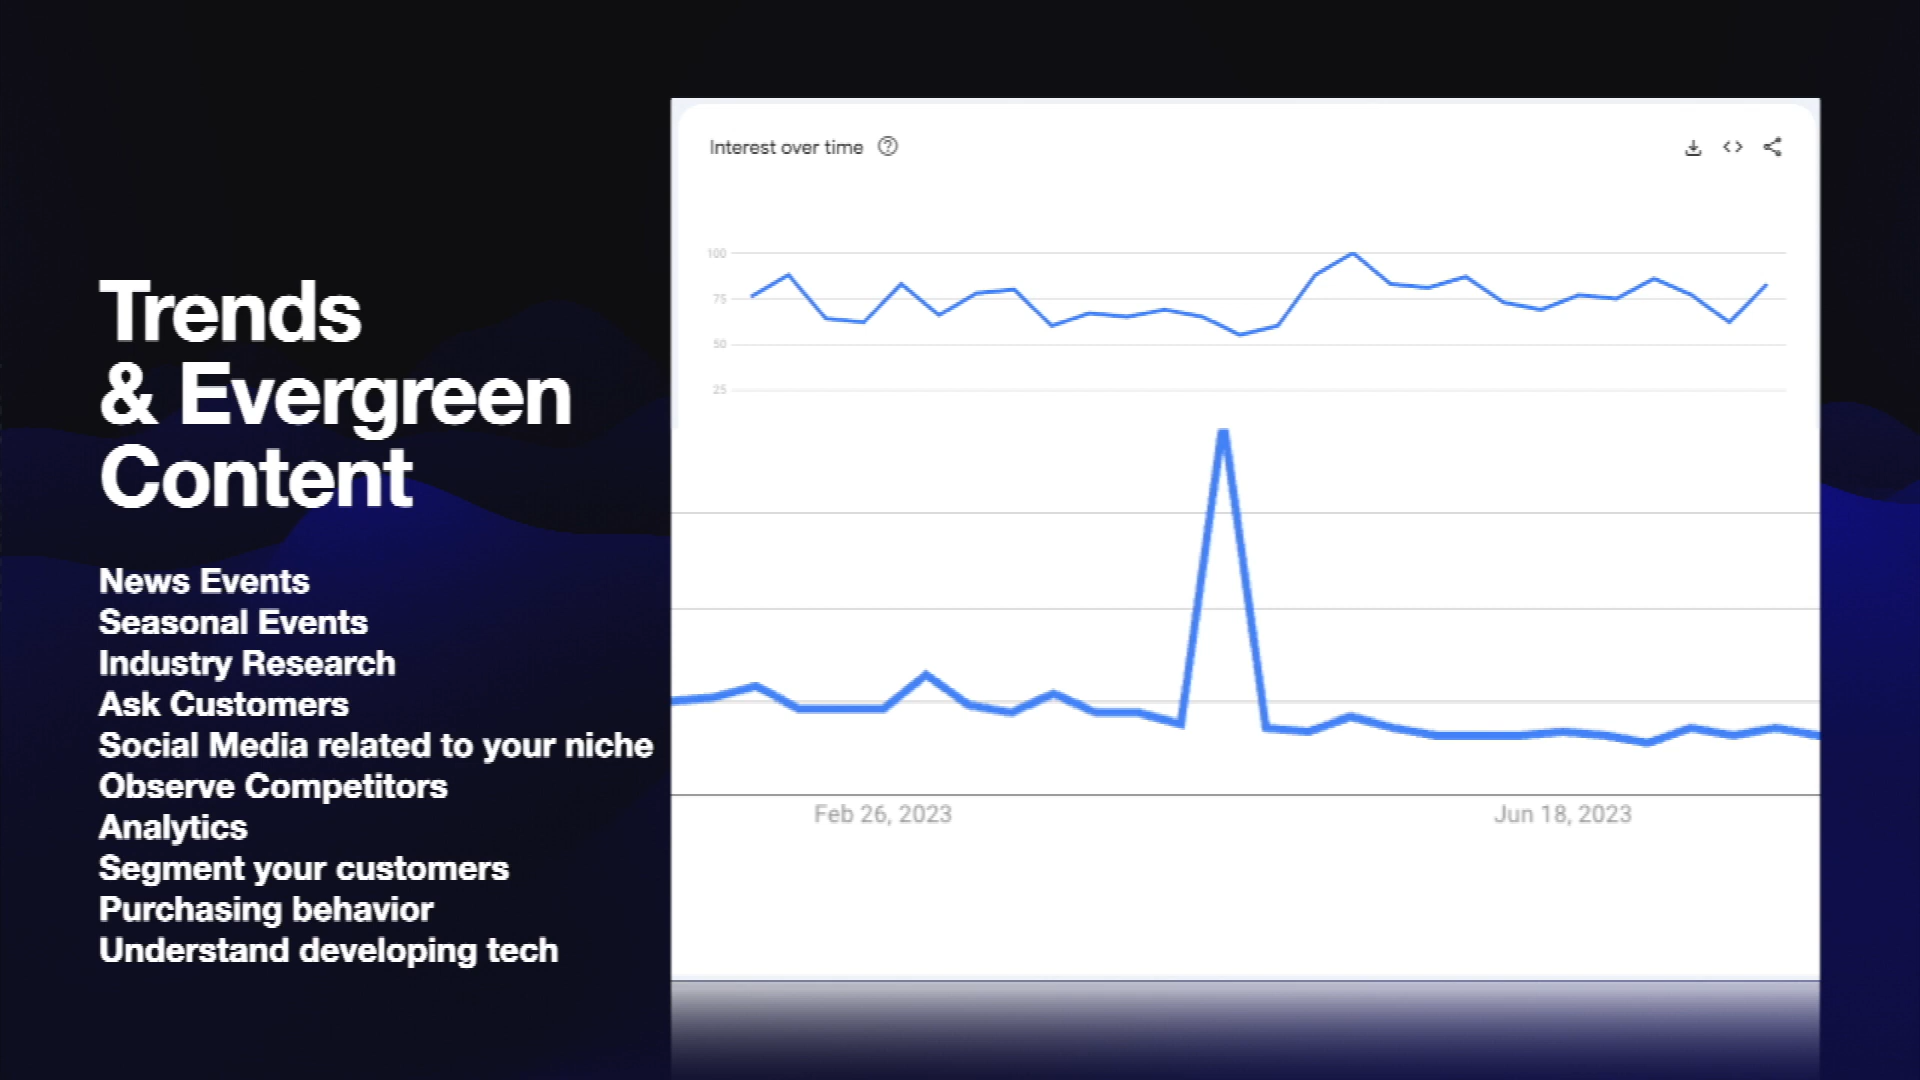 Trends
& Evergreen
Content
News Events
Seasonal Events
Industry Research
Ask Customers
Social Media related to your niche
Observe Competitors
Analytics
Segment your customers
Purchasing behavior
Understand developing tech
Interest over time
100
75
50
25
Feb 26, 2023
Jun 18, 2023